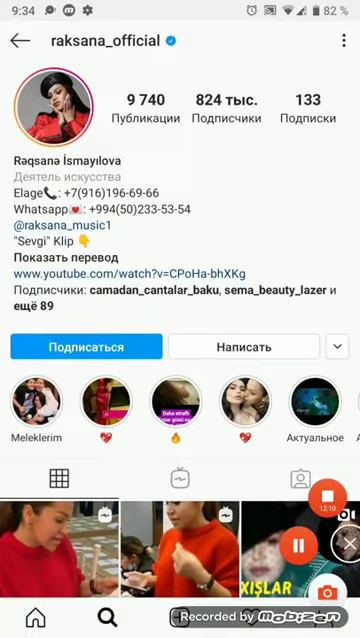 9:34
82 %
raksana_official
9 740
824 тыс.
133
Публикации
Подписчики
Подписки
Rəqsanə İsmayılova
Деятель искусства
Elage📞: +7(916)196-69-66
Whatsapp💌: +994(50)233-53-54
@raksana_music1
"Sevgi" Klip 👇
Показать перевод
www.youtube.com/watch?v=CPoHa-bhXKg
Подписчики: camadan_cantalar_baku, sema_beauty_lazer и
ещё 89
Подписаться
Написать
Meleklerim
Актуальное
12:10
XIŞLAR
Recorded by mobizen